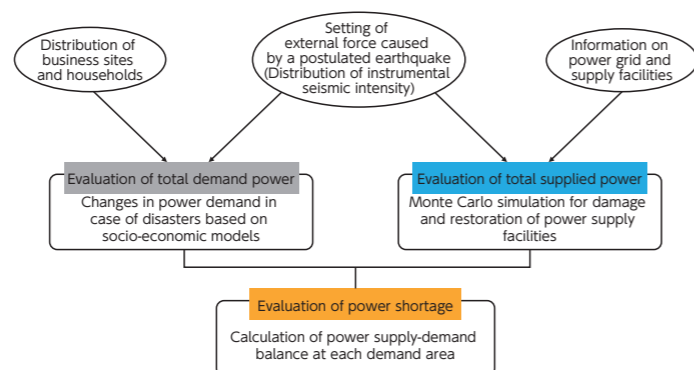 Distribution of
business sites
and households
Setting of
external force caused
by a postulated earthquake
(Distribution of instrumental
seismic intensity)
Information on
power grid and
supply facilities
Evaluation of total demand power
Changes in power demand in
case of disasters based on
socio-economic models
Evaluation of total supplied power
Monte Carlo simulation for damage
and restoration of power supply
facilities
Evaluation of power shortage
Calculation of power supply-demand
balance at each demand area